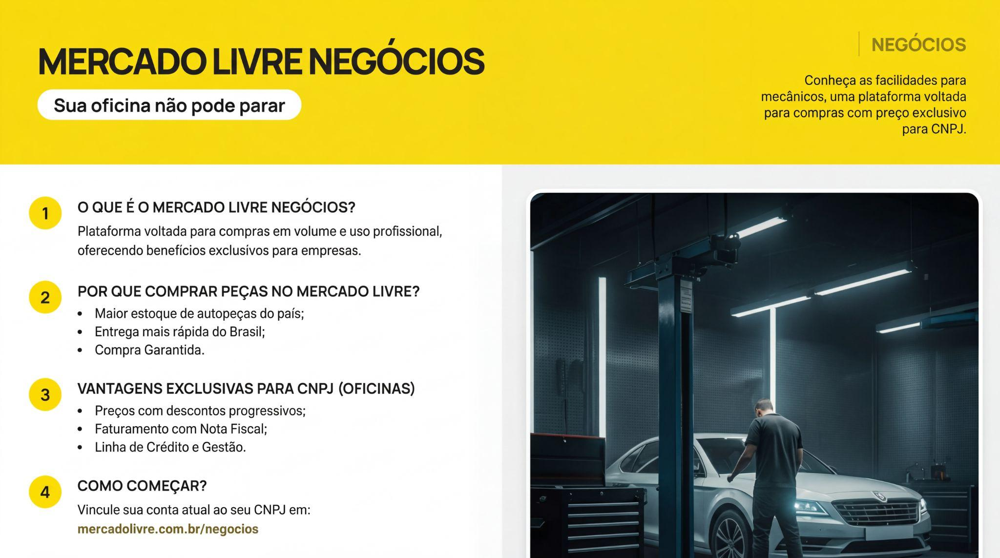 MERCADO LIVRE NEGÓCIOS
Sua oficina não pode parar
NEGÓCIOS
Conheça as facilidades para
mecânicos, uma plataforma voltada
para compras com preço exclusivo
para CNPJ.
1
O QUE É O MERCADO LIVRE NEGÓCIOS?
Plataforma voltada para compras em volume e uso profissional,
oferecendo benefícios exclusivos para empresas.
2
POR QUE COMPRAR PEÇAS NO MERCADO LIVRE?
• Maior estoque de autopeças do país;
• Entrega mais rápida do Brasil;
• Compra Garantida.
3
VANTAGENS EXCLUSIVAS PARA CNPJ (OFICINAS)
• Preços com descontos progressivos;
• Faturamento com Nota Fiscal;
• Linha de Crédito e Gestão.
4
COMO COMEÇAR?
Vincule sua conta atual ao seu CNPJ em:
mercadolivre.com.br/negocios